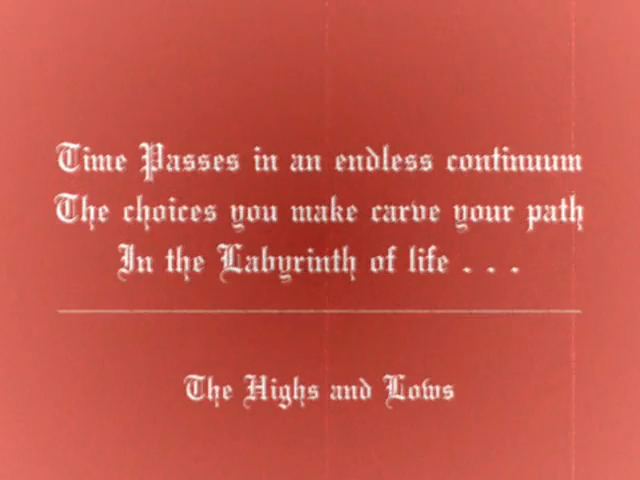 Time Passes in an endless continuum
The choices you make carve your path
In the Labyrinth of life . . .
The Highs and Lows